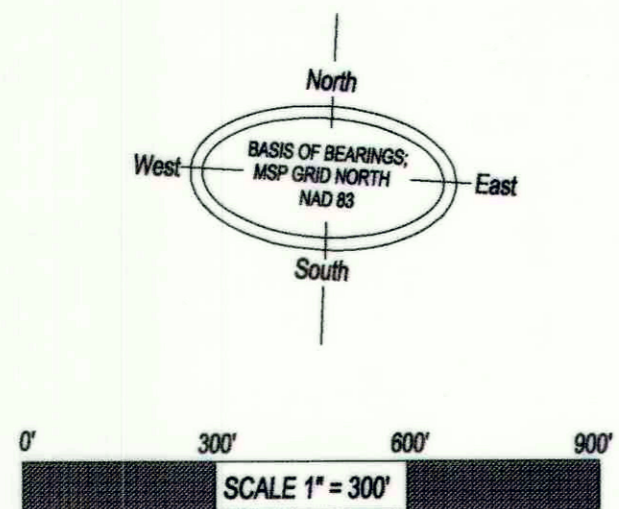 North
West
BASIS OF BEARINGS;
MSP GRID NORTH
NAD 83
East
South
0' 300' 600' 900'
SCALE 1" = 300'